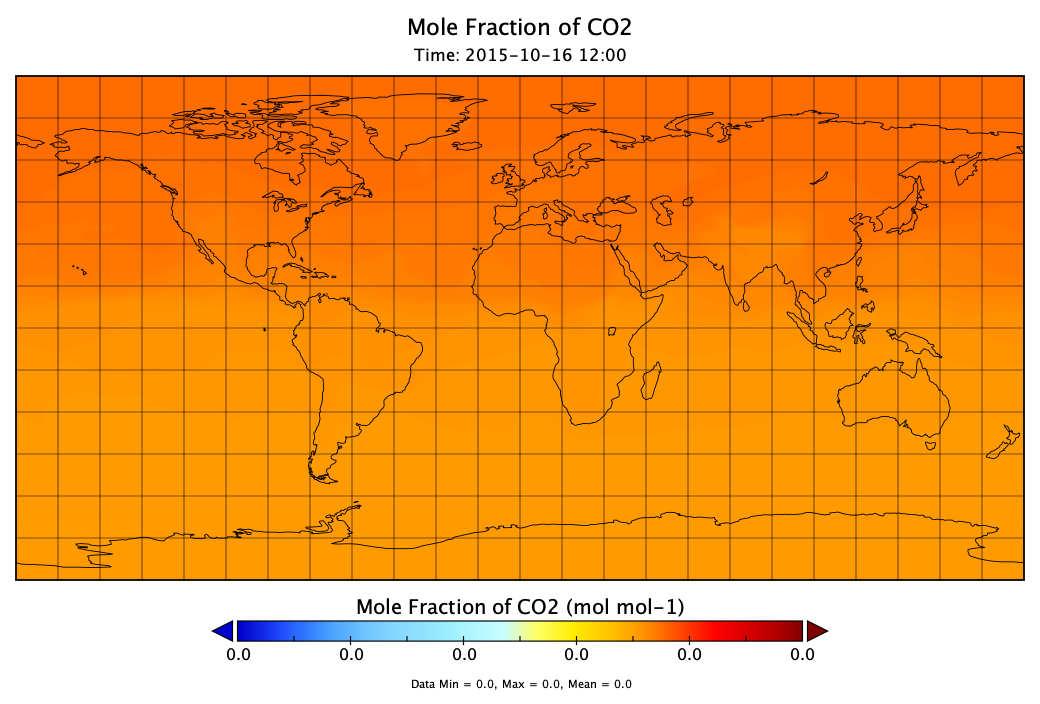 Mole Fraction of CO2
Time: 2015-10-16 12:00
Mole Fraction of CO2 (mol mol-1)
0.0 0.0 0.0 0.0 0.0 0.0
Data Min = 0.0, Max = 0.0, Mean = 0.0